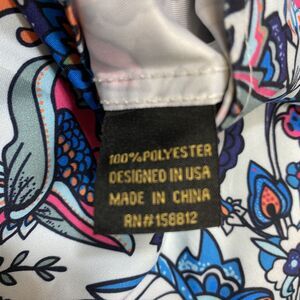 100%POLYESTER
DESIGNED IN USA
MADE IN CHINA
RN#158812